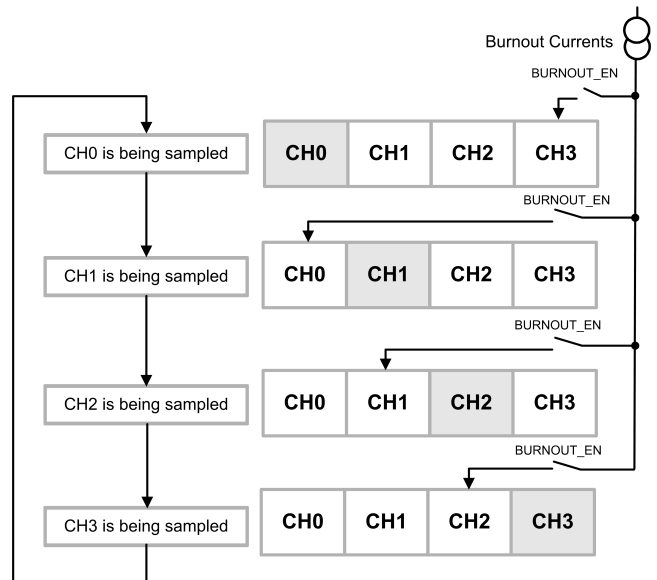 Burnout Currents
BURNOUT_EN
CH0 is being sampled
CH0 CH1 CH2 CH3
BURNOUT_EN
CH1 is being sampled
CH0 CH1 CH2 CH3
BURNOUT_EN
CH2 is being sampled
CH0 CH1 CH2 CH3
BURNOUT_EN
CH3 is being sampled
CH0 CH1 CH2 CH3